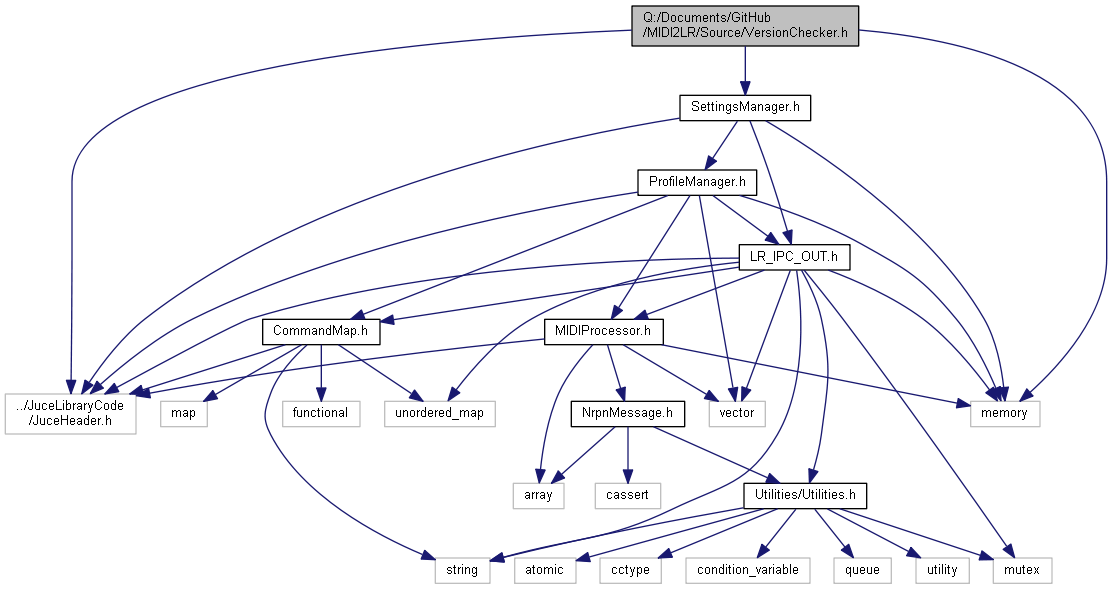 Q:/Documents/GitHub
/MIDI2LR/Source/VersionChecker.h
SettingsManager.h
ProfileManager.h
LR_IPC_OUT.h
CommandMap.h
MIDIProcessor.h
../JuceLibraryCode
/JuceHeader.h
map
functional
unordered_map
NrpnMessage.h
vector
memory
array
cassert
Utilities/Utilities.h
string
atomic
cctype
condition_variable
queue
utility
mutex